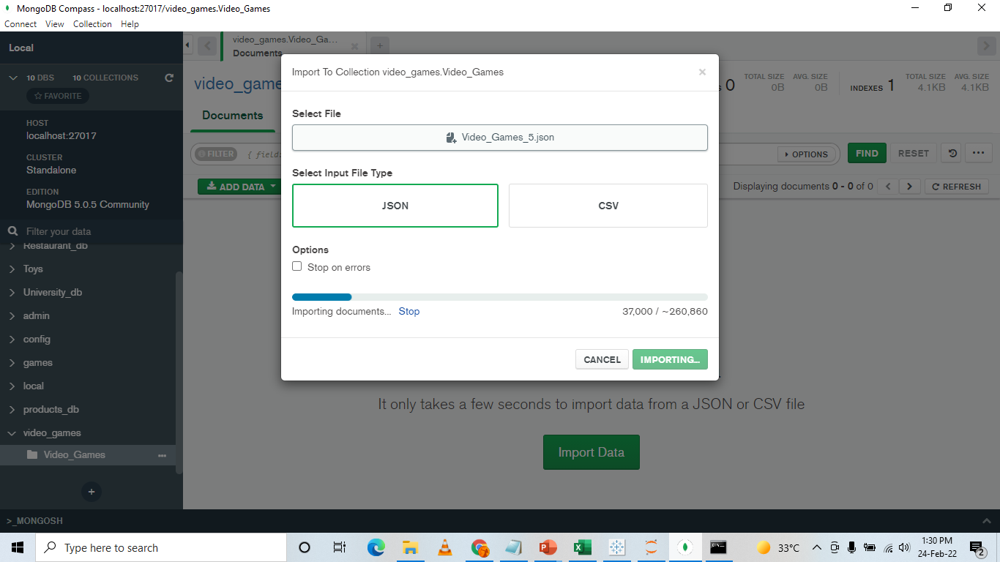 MongoDB Compass - localhost:27017/video_games.Video_Games
Connect View Collection Help
Local
video_games.Video_Ga...
Documents
10 DBS 10 COLLECTIONS
FAVORITE
HOST
localhost:27017
CLUSTER
Standalone
EDITION
MongoDB 5.0.5 Community
Filter your data
Restaurant_db
Toys
University_db
admin
config
games
local
products_db
video_games
Video_Games
video_game
0
TOTAL SIZE AVG. SIZE
0B 0B
INDEXES 1
TOTAL SIZE AVG. SIZE
4.1KB 4.1KB
Documents
FILTER { field:
OPTIONS
FIND
RESET
ADD DATA
Displaying documents 0 - 0 of 0
REFRESH
Import To Collection video_games.Video_Games
Select File
Video_Games_5.json
Select Input File Type
JSON CSV
Options
Stop on errors
Importing documents... Stop 37,000 / ~260,860
CANCEL IMPORTING...
It only takes a few seconds to import data from a JSON or CSV file
Import Data
>_MONGOSH
Type here to search
33°C
1:30 PM
24-Feb-22
2